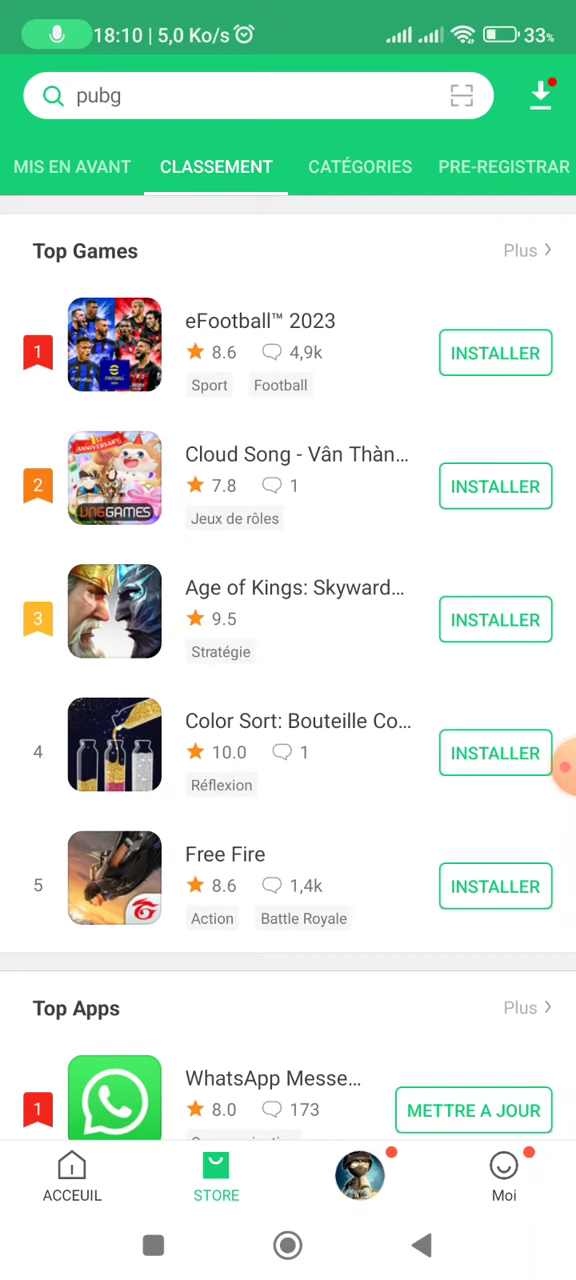 18:10 | 5,0 Ko/s
33%
pubg
MIS EN AVANT
CLASSEMENT
CATÉGORIES
PRE-REGISTRAR
Top Games
Plus
1
eFootball™ 2023
8.6
4,9k
INSTALLER
Sport
Football
2
1ST ANNIVERSARY
VNGGAMES
Cloud Song - Vân Thàn...
7.8
1
INSTALLER
Jeux de rôles
3
Age of Kings: Skyward...
9.5
INSTALLER
Stratégie
4
Color Sort: Bouteille Co...
10.0
1
INSTALLER
Réflexion
5
Free Fire
8.6
1,4k
INSTALLER
Action
Battle Royale
Top Apps
Plus
1
WhatsApp Messe...
8.0
173
METTRE A JOUR
ACCEUIL
STORE
Moi